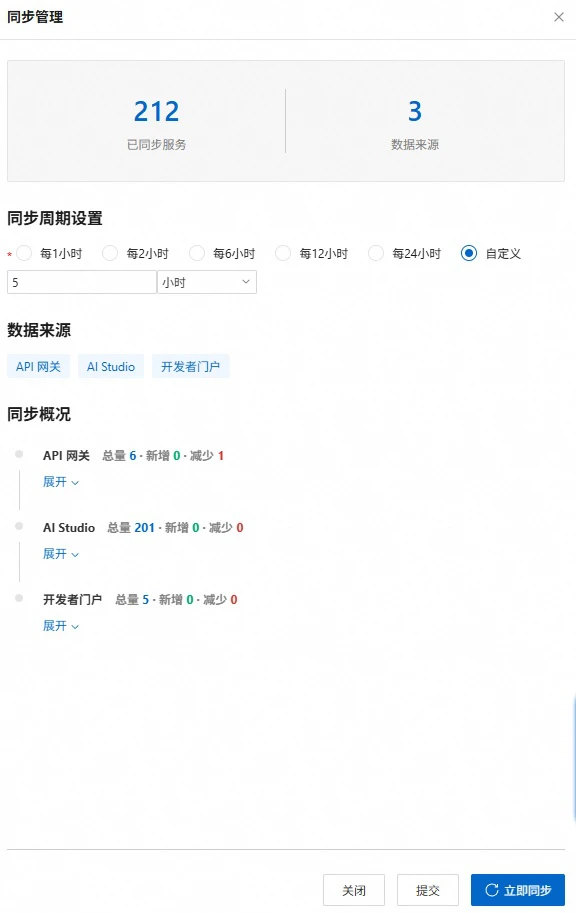 同步管理
212
已同步服务
3
数据来源
同步周期设置
* 每1小时 每2小时 每6小时 每12小时 每24小时 自定义
5 小时
数据来源
API 网关 AI Studio 开发者门户
同步概况
API 网关 总量 6 · 新增 0 · 减少 1
展开
AI Studio 总量 201 · 新增 0 · 减少 0
展开
开发者门户 总量 5 · 新增 0 · 减少 0
展开
关闭 提交 立即同步